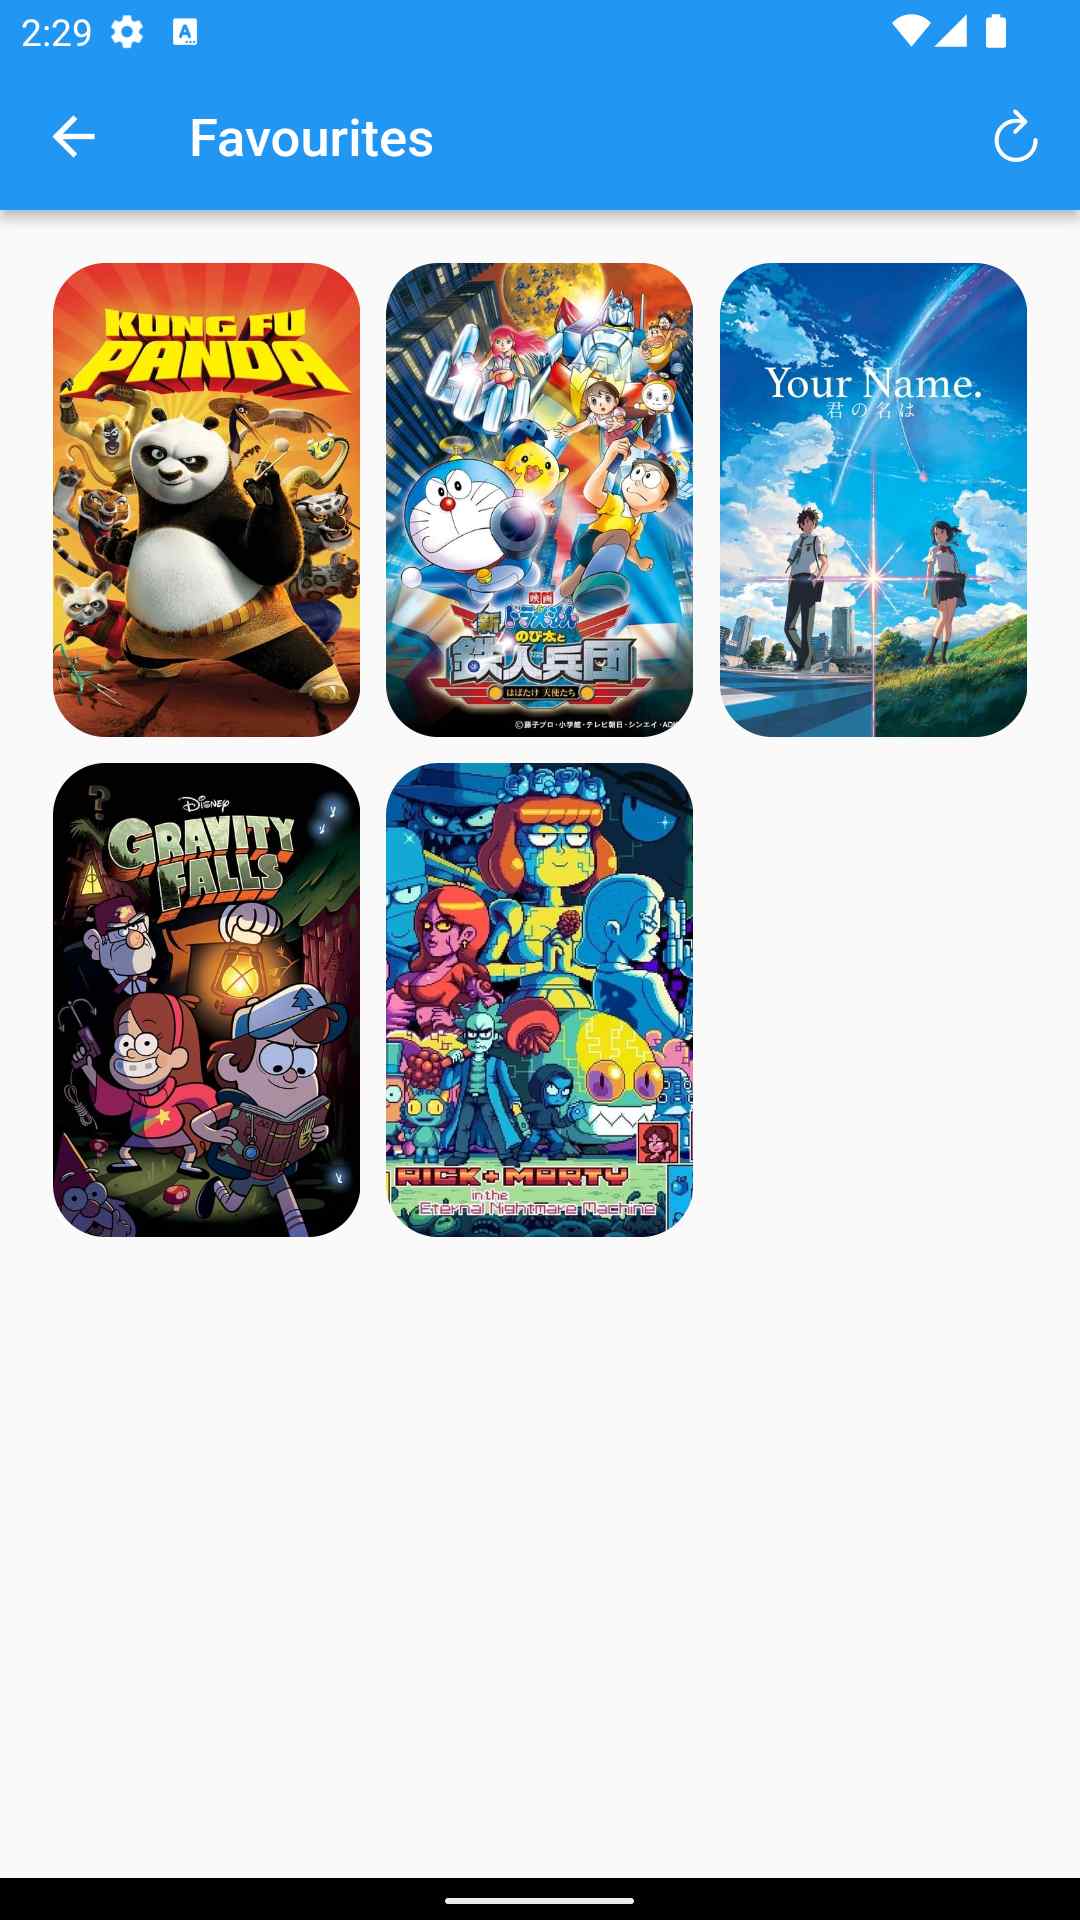 2:29
Favourites
KUNG FU
PANDA
映画
新ドラえもん
のび太と
鉄人兵団
はばたけ 天使たち
©藤子プロ・小学館・テレビ朝日・シンエイ・ADK
Your Name.
君の名は
Disney
GRAVITY
FALLS
RICK + MORTY
in the
Eternal Nightmare Machine